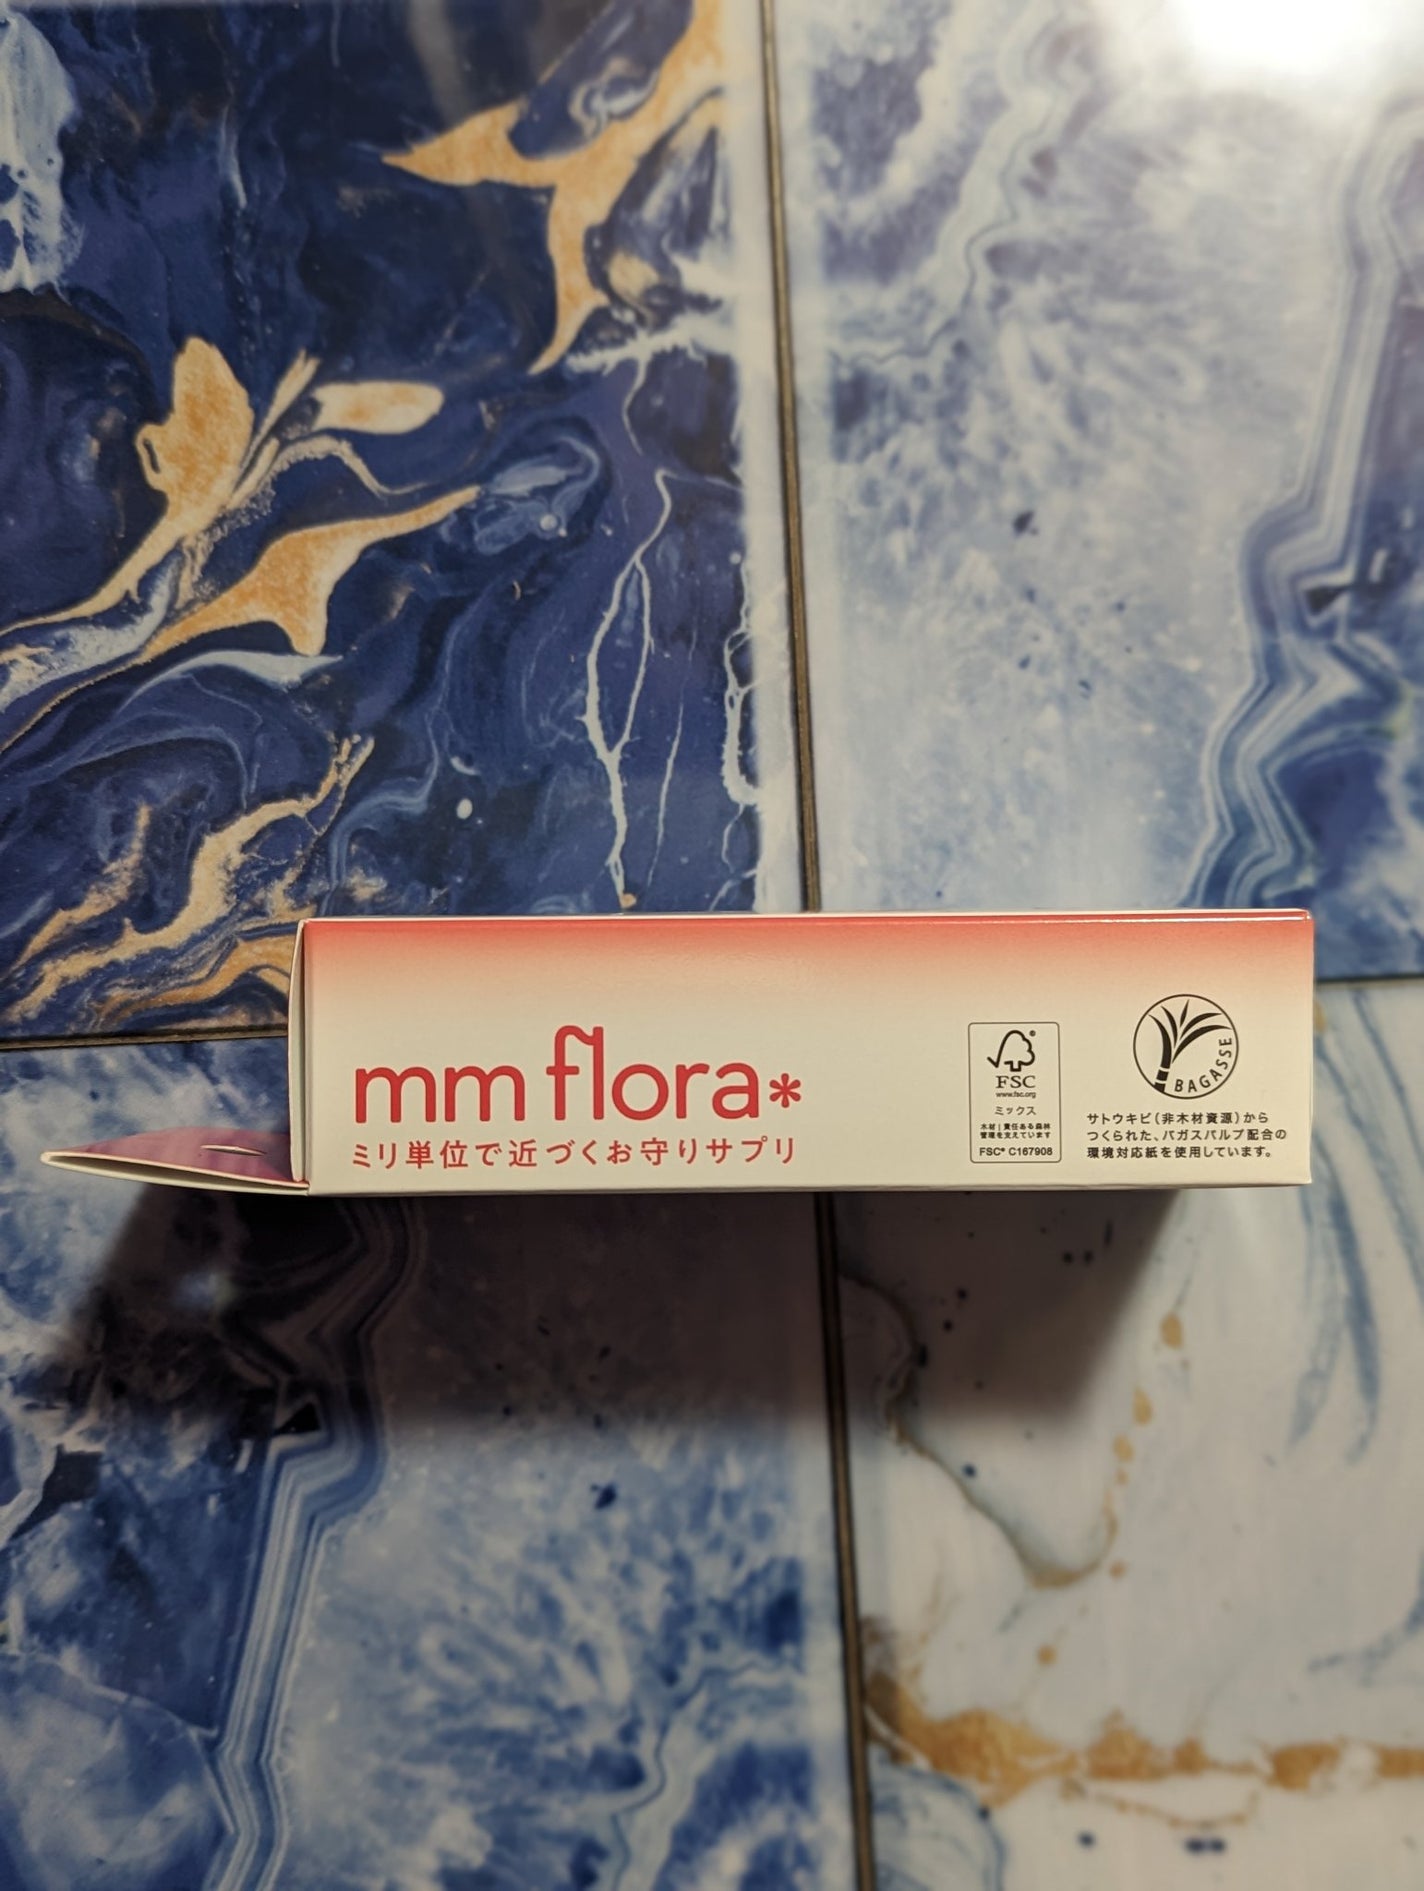 mm flora*
ミリ単位で近づくお守りサプリ
FSC®
www.fsc.org
ミックス
木材|責任ある森林
管理を支えています
FSC® C167908
BAGASSE
サトウキビ(非木材資源)から
つくられた、バガスパルプ配合の
環境対応紙を使用しています。